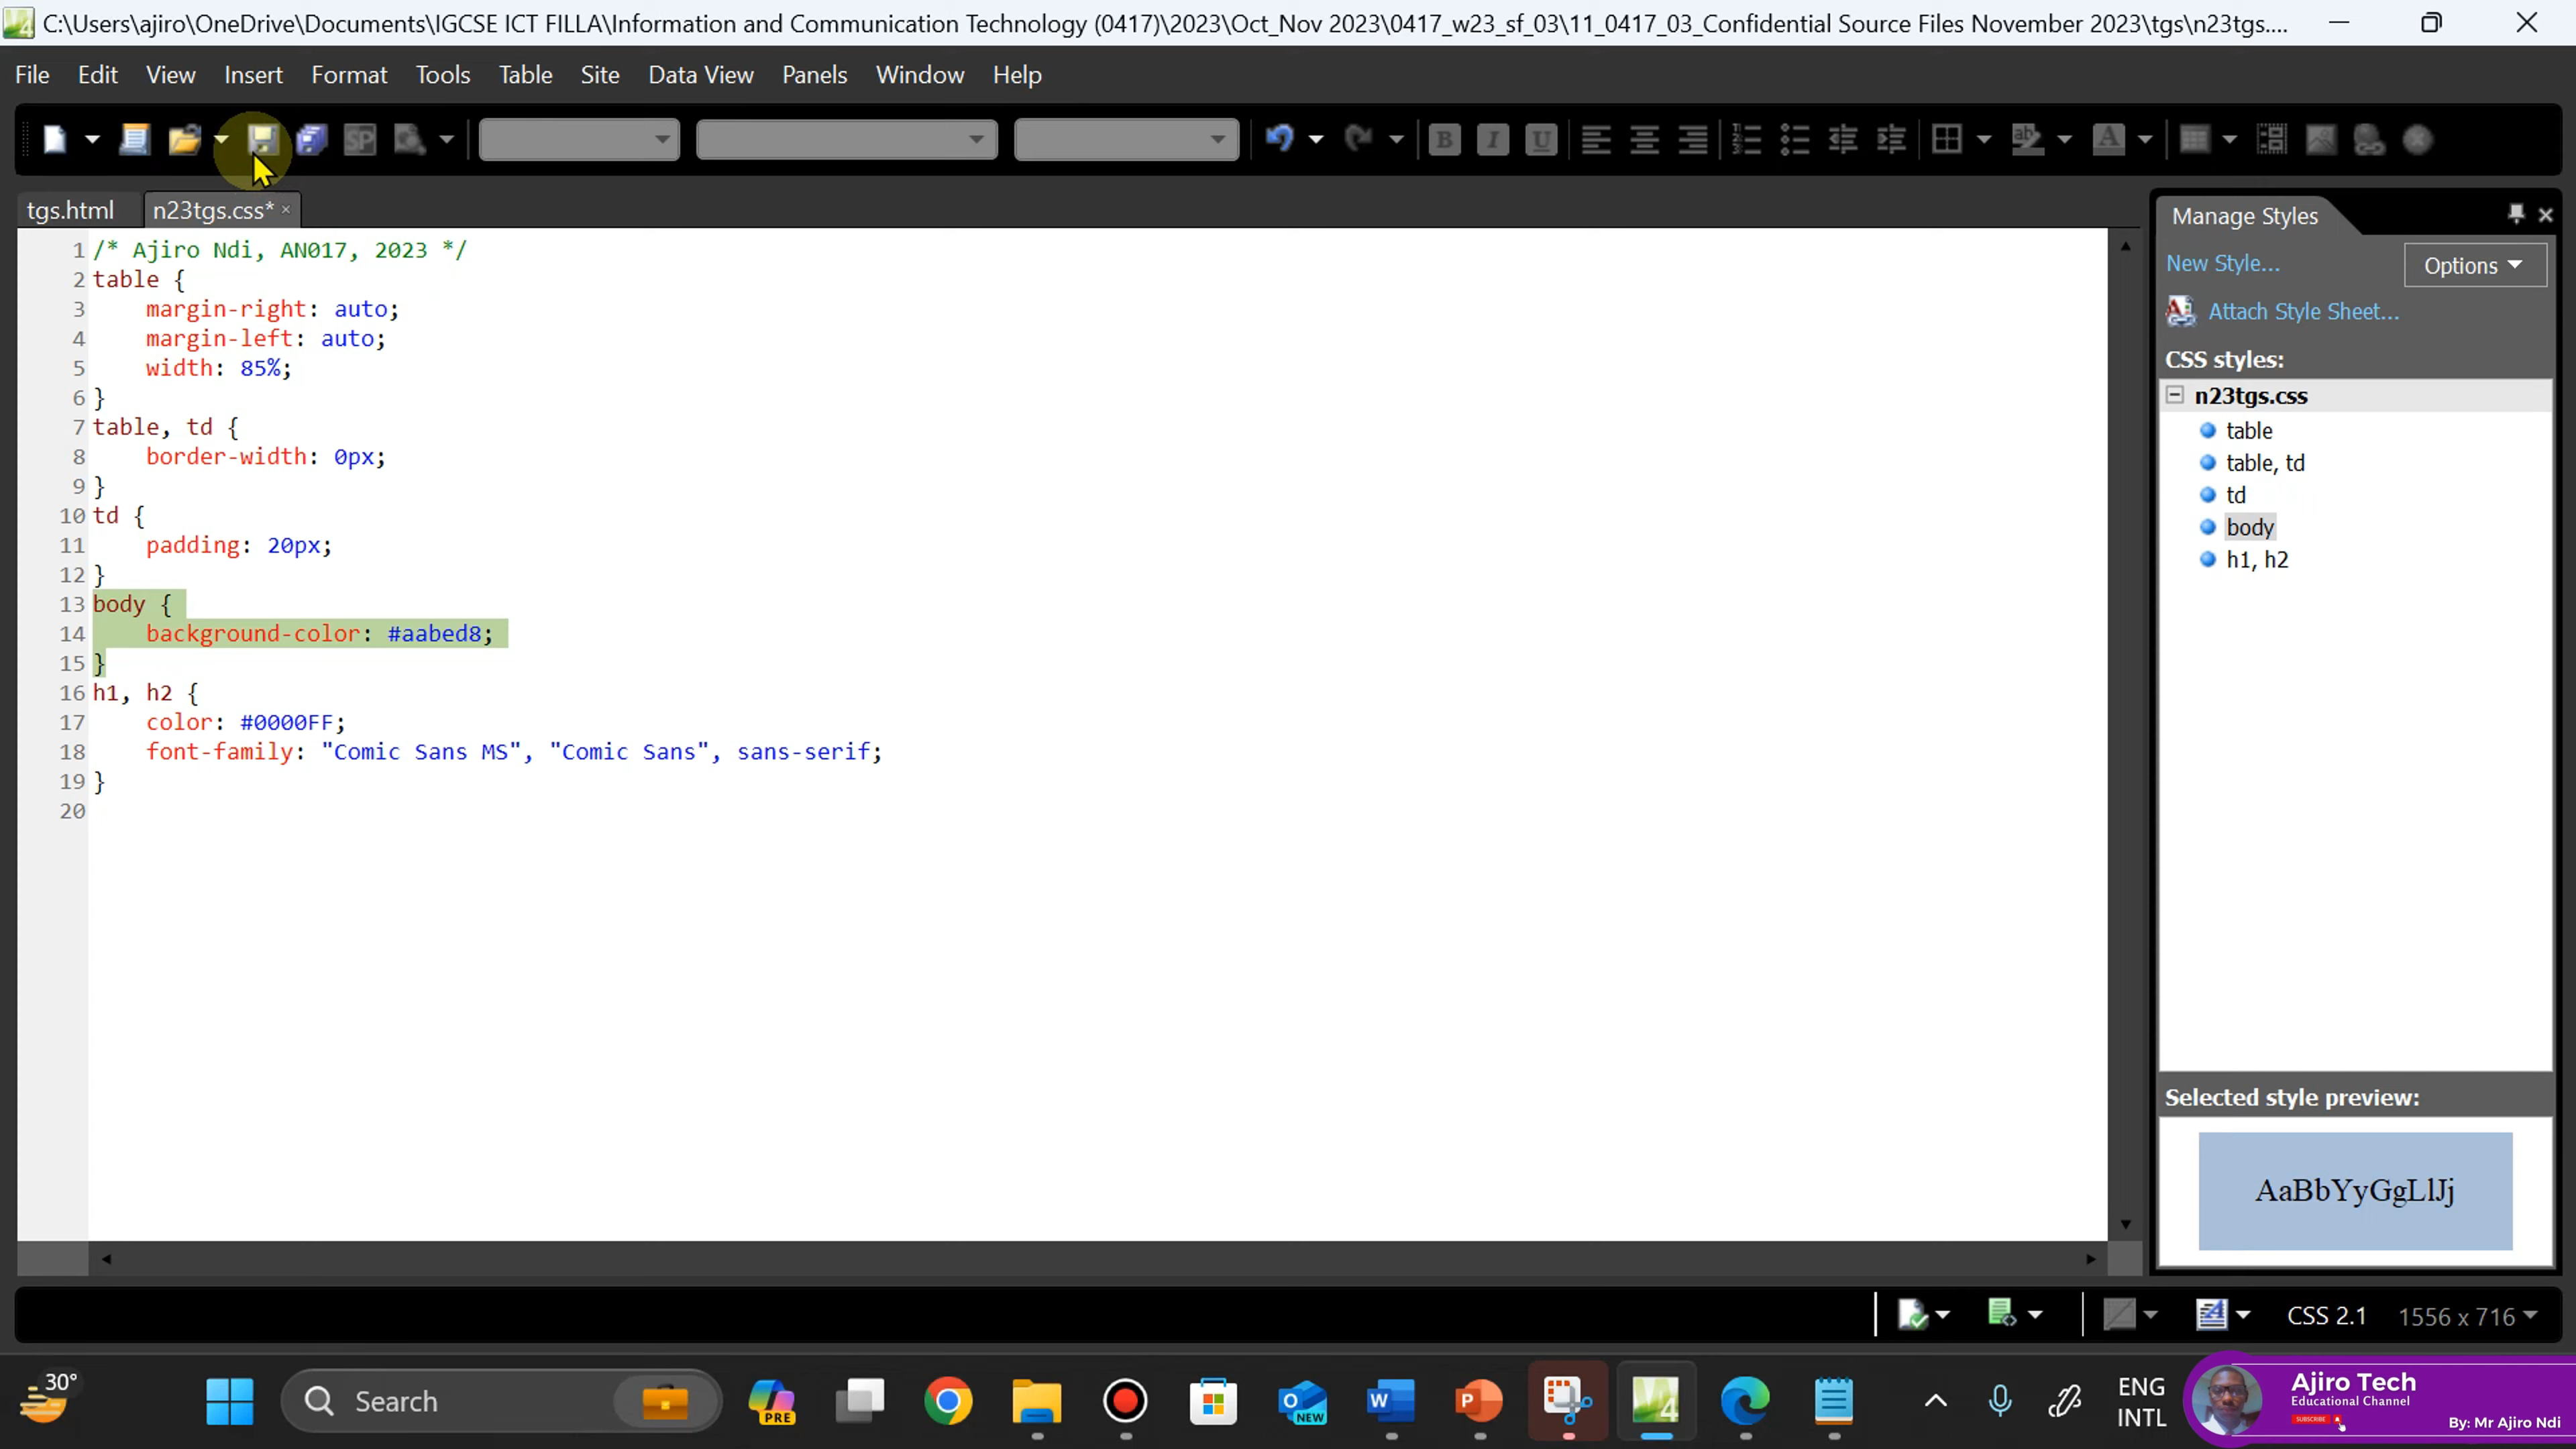 C:\Users\ajiro\OneDrive\Documents\IGCSE ICT FILLA\Information and Communication Technology (0417)\2023\Oct_Nov 2023\0417_w23_sf_03\11_0417_03_Confidential Source Files November 2023\tgs\n23tgs....
File Edit View Insert Format Tools Table Site Data View Panels Window Help
tgs.html n23tgs.css* ×
1 /* Ajiro Ndi, AN017, 2023 */
2 table {
3 margin-right: auto;
4 margin-left: auto;
5 width: 85%;
6 }
7 table, td {
8 border-width: 0px;
9 }
10 td {
11 padding: 20px;
12 }
13 body {
14 background-color: #aabed8;
15 }
16 h1, h2 {
17 color: #0000FF;
18 font-family: "Comic Sans MS", "Comic Sans", sans-serif;
19 }
20
Manage Styles
New Style...
Options
Attach Style Sheet...
CSS styles:
n23tgs.css
table
table, td
td
body
h1, h2
Selected style preview:
AaBbYyGgLlJj
CSS 2.1 1556 x 716
30°
Search
PRE
NEW
ENG
INTL
Ajiro Tech
Educational Channel
SUBSCRIBE
By: Mr Ajiro Ndi